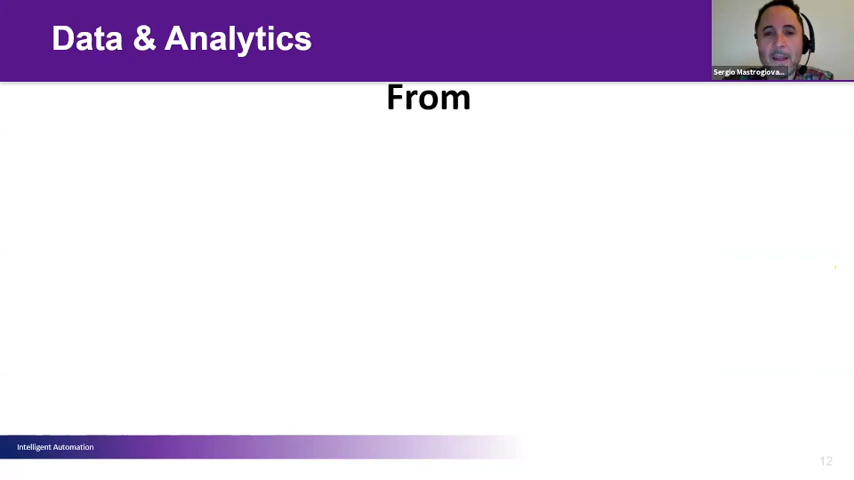 Data & Analytics
Sergio Mastrogiova...
From
Intelligent Automation
12